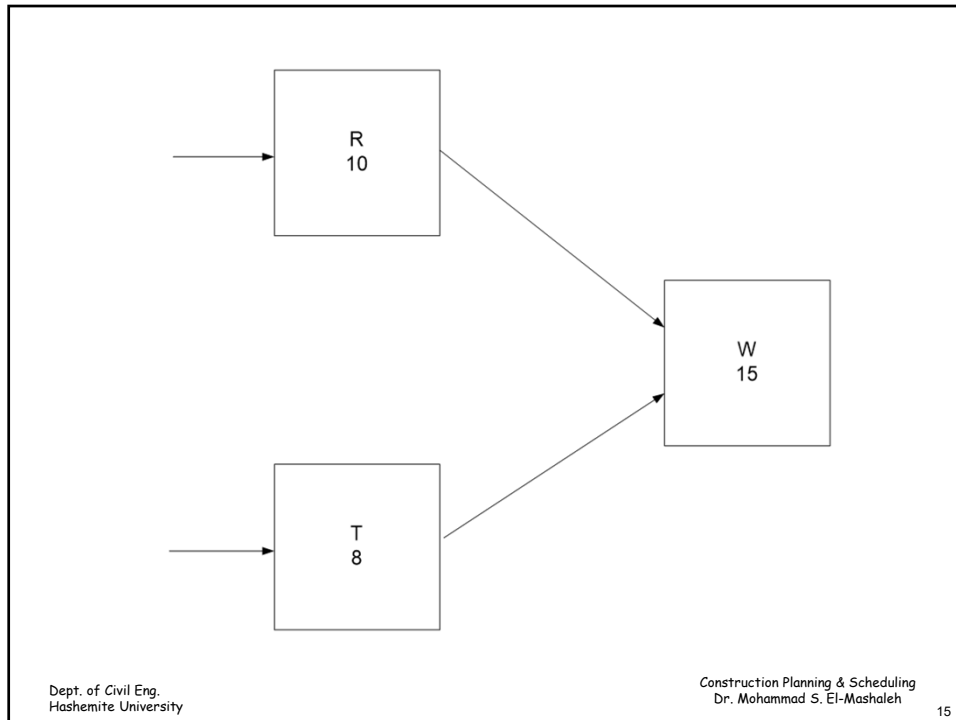 R
10
W
15
T
8
Dept. of Civil Eng.
Hashemite University
Construction Planning & Scheduling
Dr. Mohammad S. El-Mashaleh
15